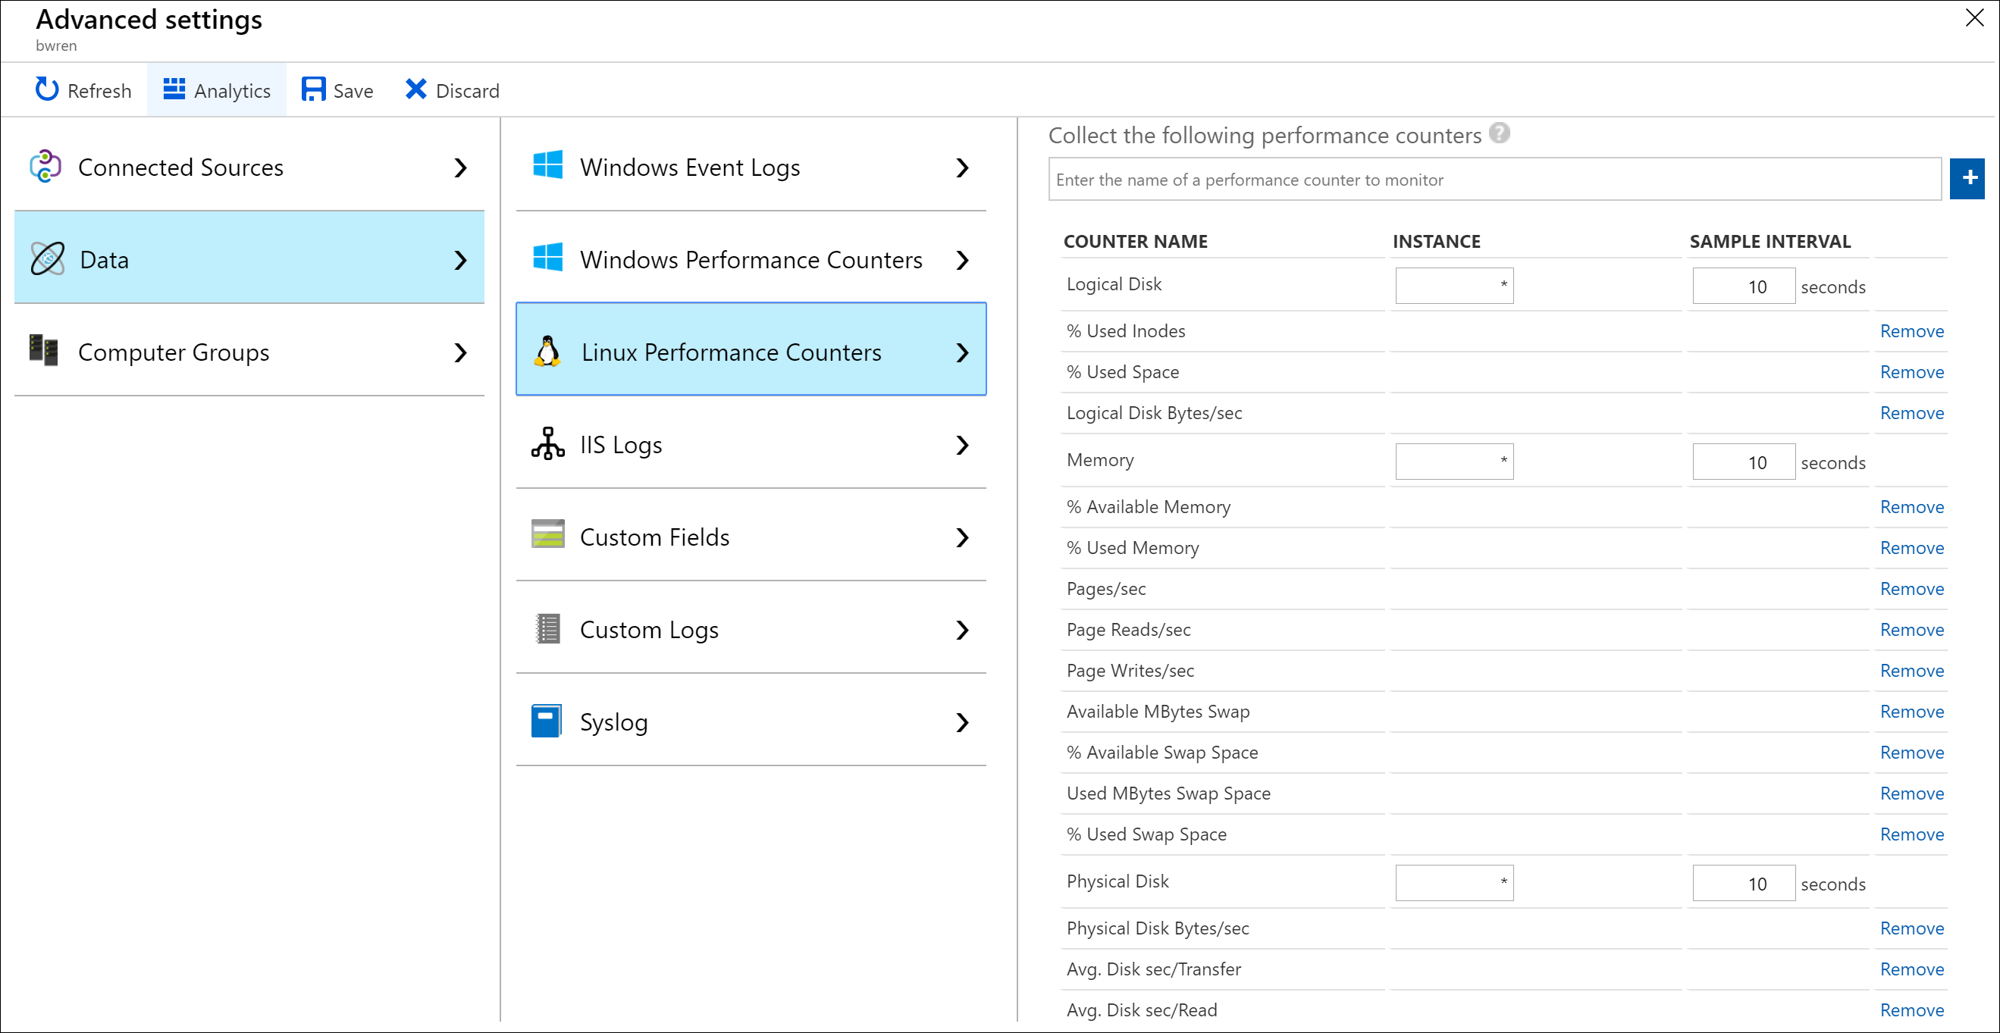 Advanced settings
bwren
Refresh
Analytics
Save
Discard
Connected Sources
Data
Computer Groups
Windows Event Logs
Windows Performance Counters
Linux Performance Counters
IIS Logs
Custom Fields
Custom Logs
Syslog
Collect the following performance counters ?
Enter the name of a performance counter to monitor
COUNTER NAME INSTANCE SAMPLE INTERVAL
Logical Disk * 10 seconds
% Used Inodes Remove
% Used Space Remove
Logical Disk Bytes/sec Remove
Memory * 10 seconds
% Available Memory Remove
% Used Memory Remove
Pages/sec Remove
Page Reads/sec Remove
Page Writes/sec Remove
Available MBytes Swap Remove
% Available Swap Space Remove
Used MBytes Swap Space Remove
% Used Swap Space Remove
Physical Disk * 10 seconds
Physical Disk Bytes/sec Remove
Avg. Disk sec/Transfer Remove
Avg. Disk sec/Read Remove